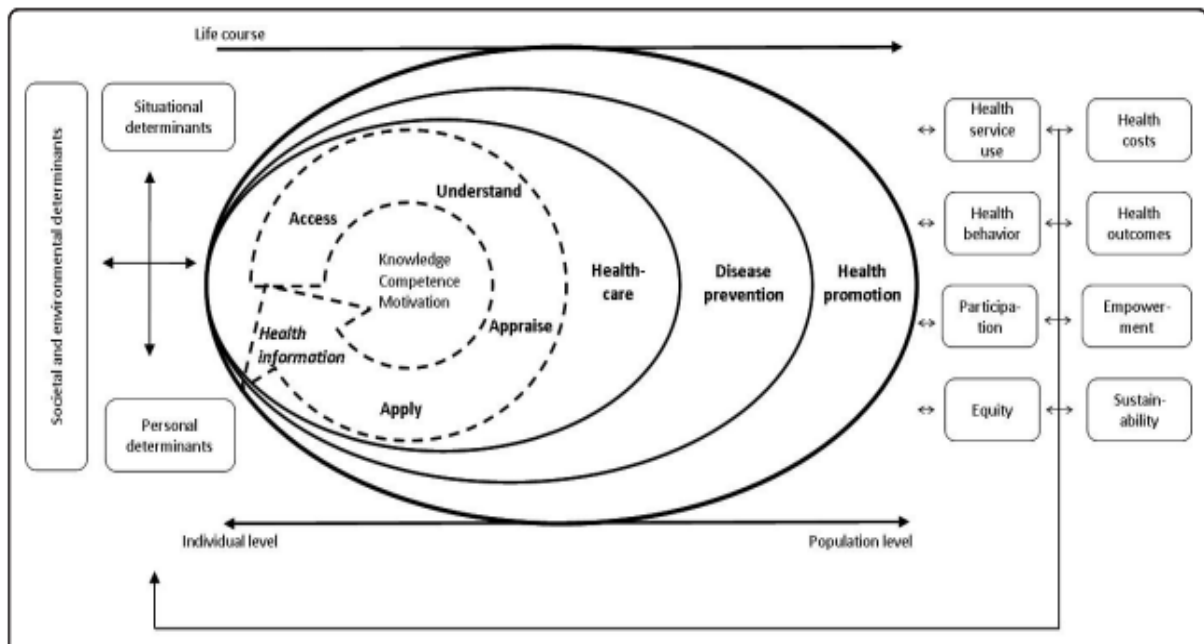 Life course
Societal and environmental determinants
Situational
determinants
Personal
determinants
Access
Understand
Knowledge
Competence
Motivation
Health
information
Appraise
Apply
Health-
care
Disease
prevention
Health
promotion
Health
service
use
Health
costs
Health
behavior
Health
outcomes
Participa-
tion
Empower-
ment
Equity
Sustain-
ability
Individual level
Population level